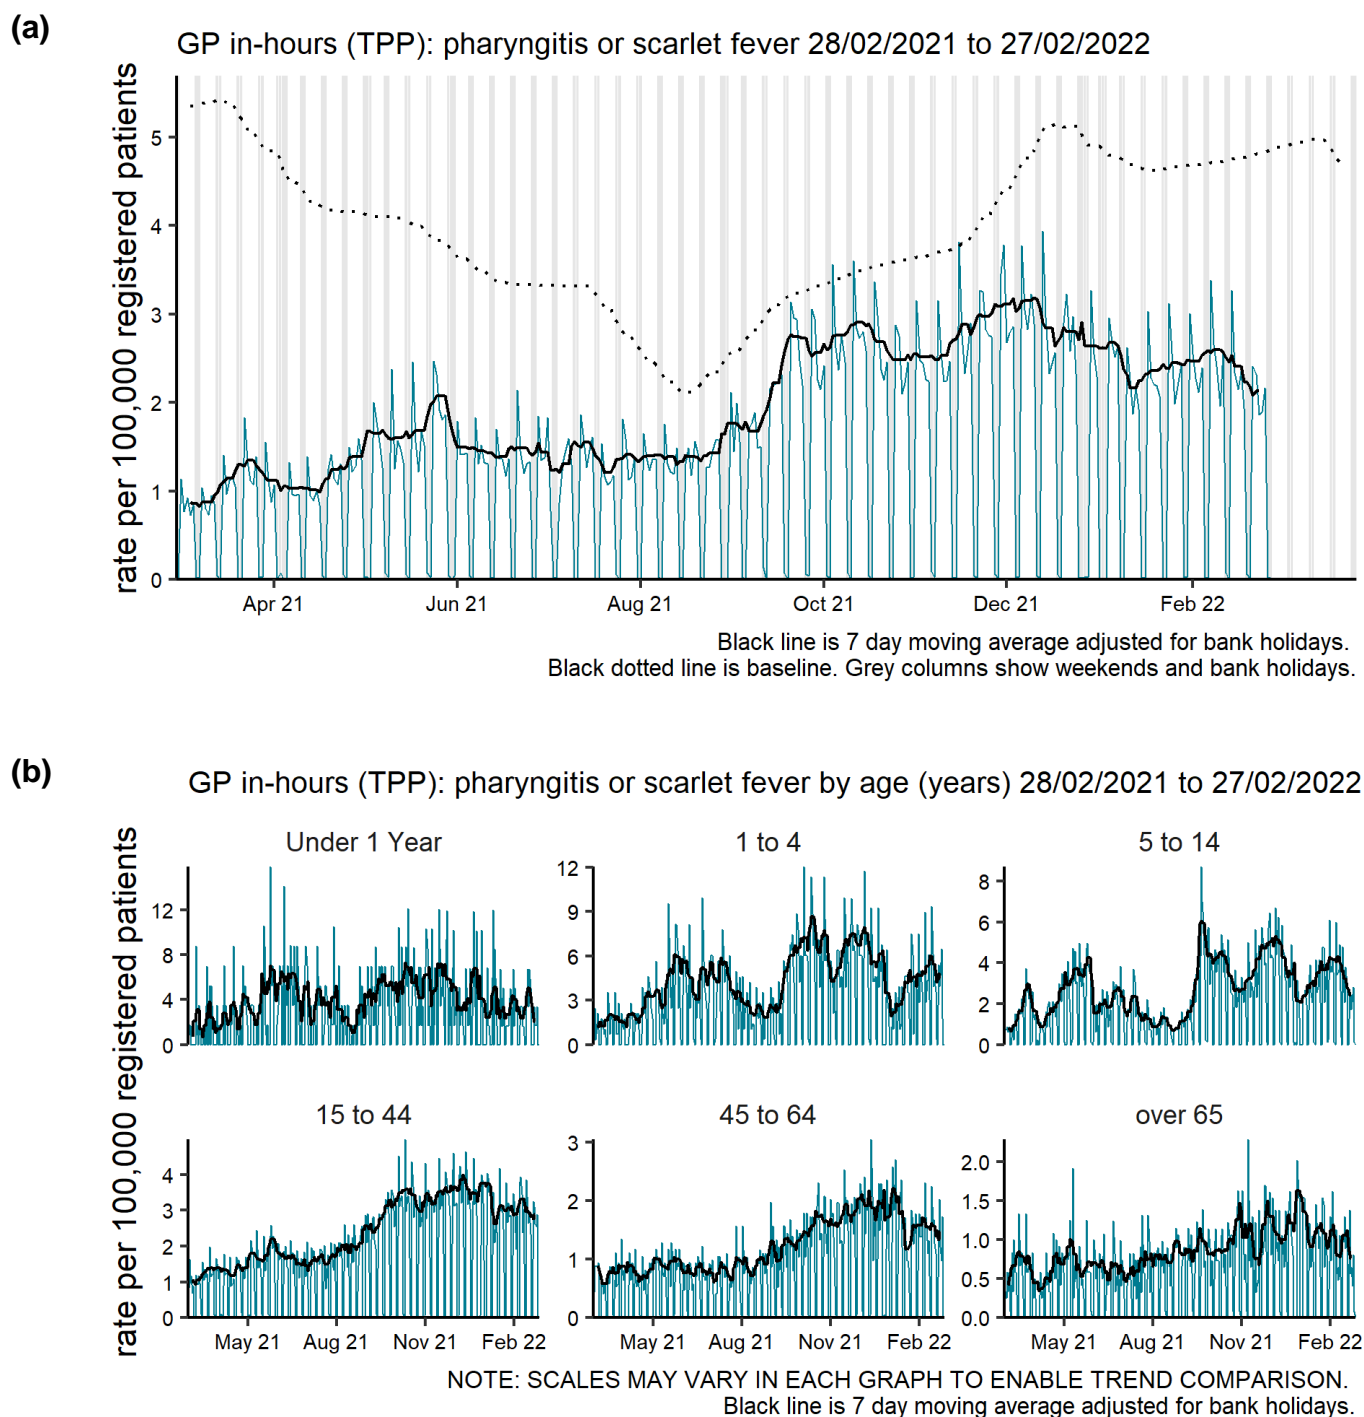 (a)
GP in-hours (TPP): pharyngitis or scarlet fever 28/02/2021 to 27/02/2022
rate per 100,000 registered patients
5
4
3
2
1
0
Apr 21 Jun 21 Aug 21 Oct 21 Dec 21 Feb 22
Black line is 7 day moving average adjusted for bank holidays.
Black dotted line is baseline. Grey columns show weekends and bank holidays.
(b)
GP in-hours (TPP): pharyngitis or scarlet fever by age (years) 28/02/2021 to 27/02/2022
rate per 100,000 registered patients
Under 1 Year
12
8
4
0
1 to 4
12
9
6
3
0
5 to 14
8
6
4
2
0
15 to 44
4
3
2
1
0
May 21 Aug 21 Nov 21 Feb 22
45 to 64
3
2
1
0
May 21 Aug 21 Nov 21 Feb 22
over 65
2.0
1.5
1.0
0.5
0.0
May 21 Aug 21 Nov 21 Feb 22
NOTE: SCALES MAY VARY IN EACH GRAPH TO ENABLE TREND COMPARISON.
Black line is 7 day moving average adjusted for bank holidays.